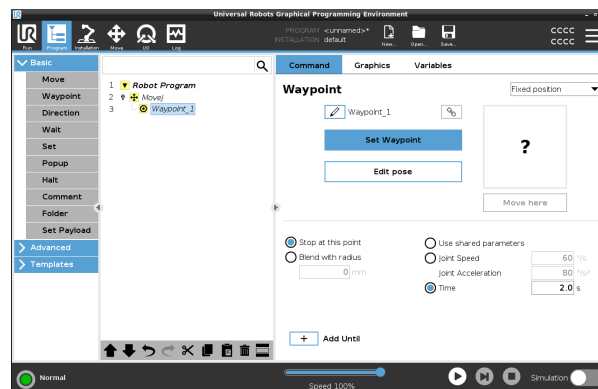 Universal Robots Graphical Programming Environment
UR
Run
Program
Installation
Move
I/O
Log
PROGRAM <unnamed>*
INSTALLATION default
New...
Open...
Save...
CCCC
CCCC
Basic
Move
Waypoint
Direction
Wait
Set
Popup
Halt
Comment
Folder
Set Payload
Advanced
Templates
1 Robot Program
2 MoveJ
3 Waypoint_1
Command Graphics Variables
Waypoint
Fixed position
Waypoint_1
Set Waypoint
Edit pose
?
Move here
Stop at this point
Blend with radius
0 mm
Use shared parameters
Joint Speed 60 °/s
Joint Acceleration 80 °/s²
Time 2.0 s
+ Add Until
Normal
Speed 100%
Simulation